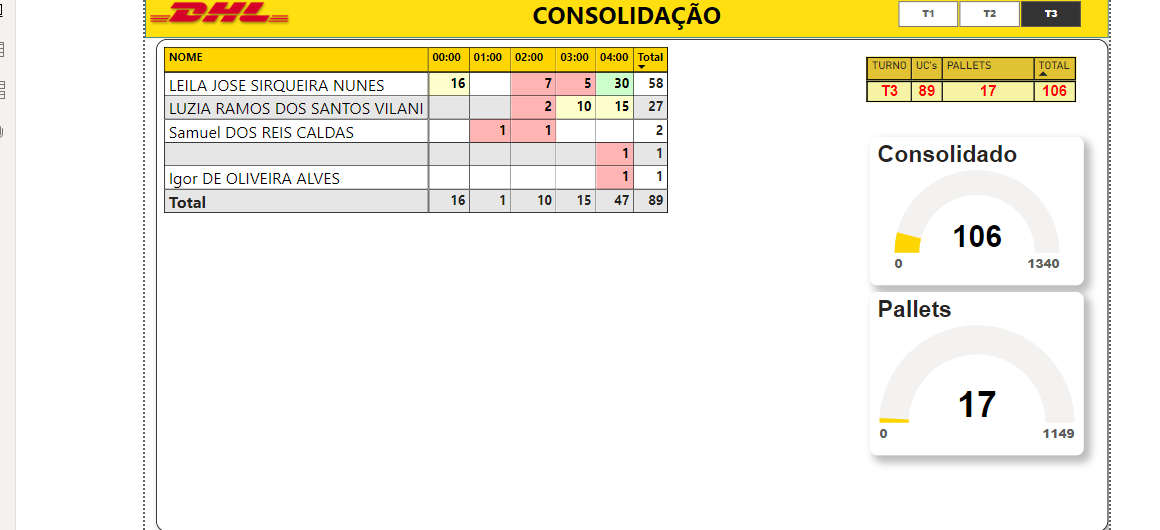 DHL CONSOLIDAÇÃO T1 T2 T3
NOME 00:00 01:00 02:00 03:00 04:00 Total
LEILA JOSE SIRQUEIRA NUNES 16 7 5 30 58
LUZIA RAMOS DOS SANTOS VILANI 2 10 15 27
Samuel DOS REIS CALDAS 1 1 2
1 1
Igor DE OLIVEIRA ALVES 1 1
Total 16 1 10 15 47 89
TURNO UC's PALLETS TOTAL
T3 89 17 106
Consolidado
106
0 1340
Pallets
17
0 1149